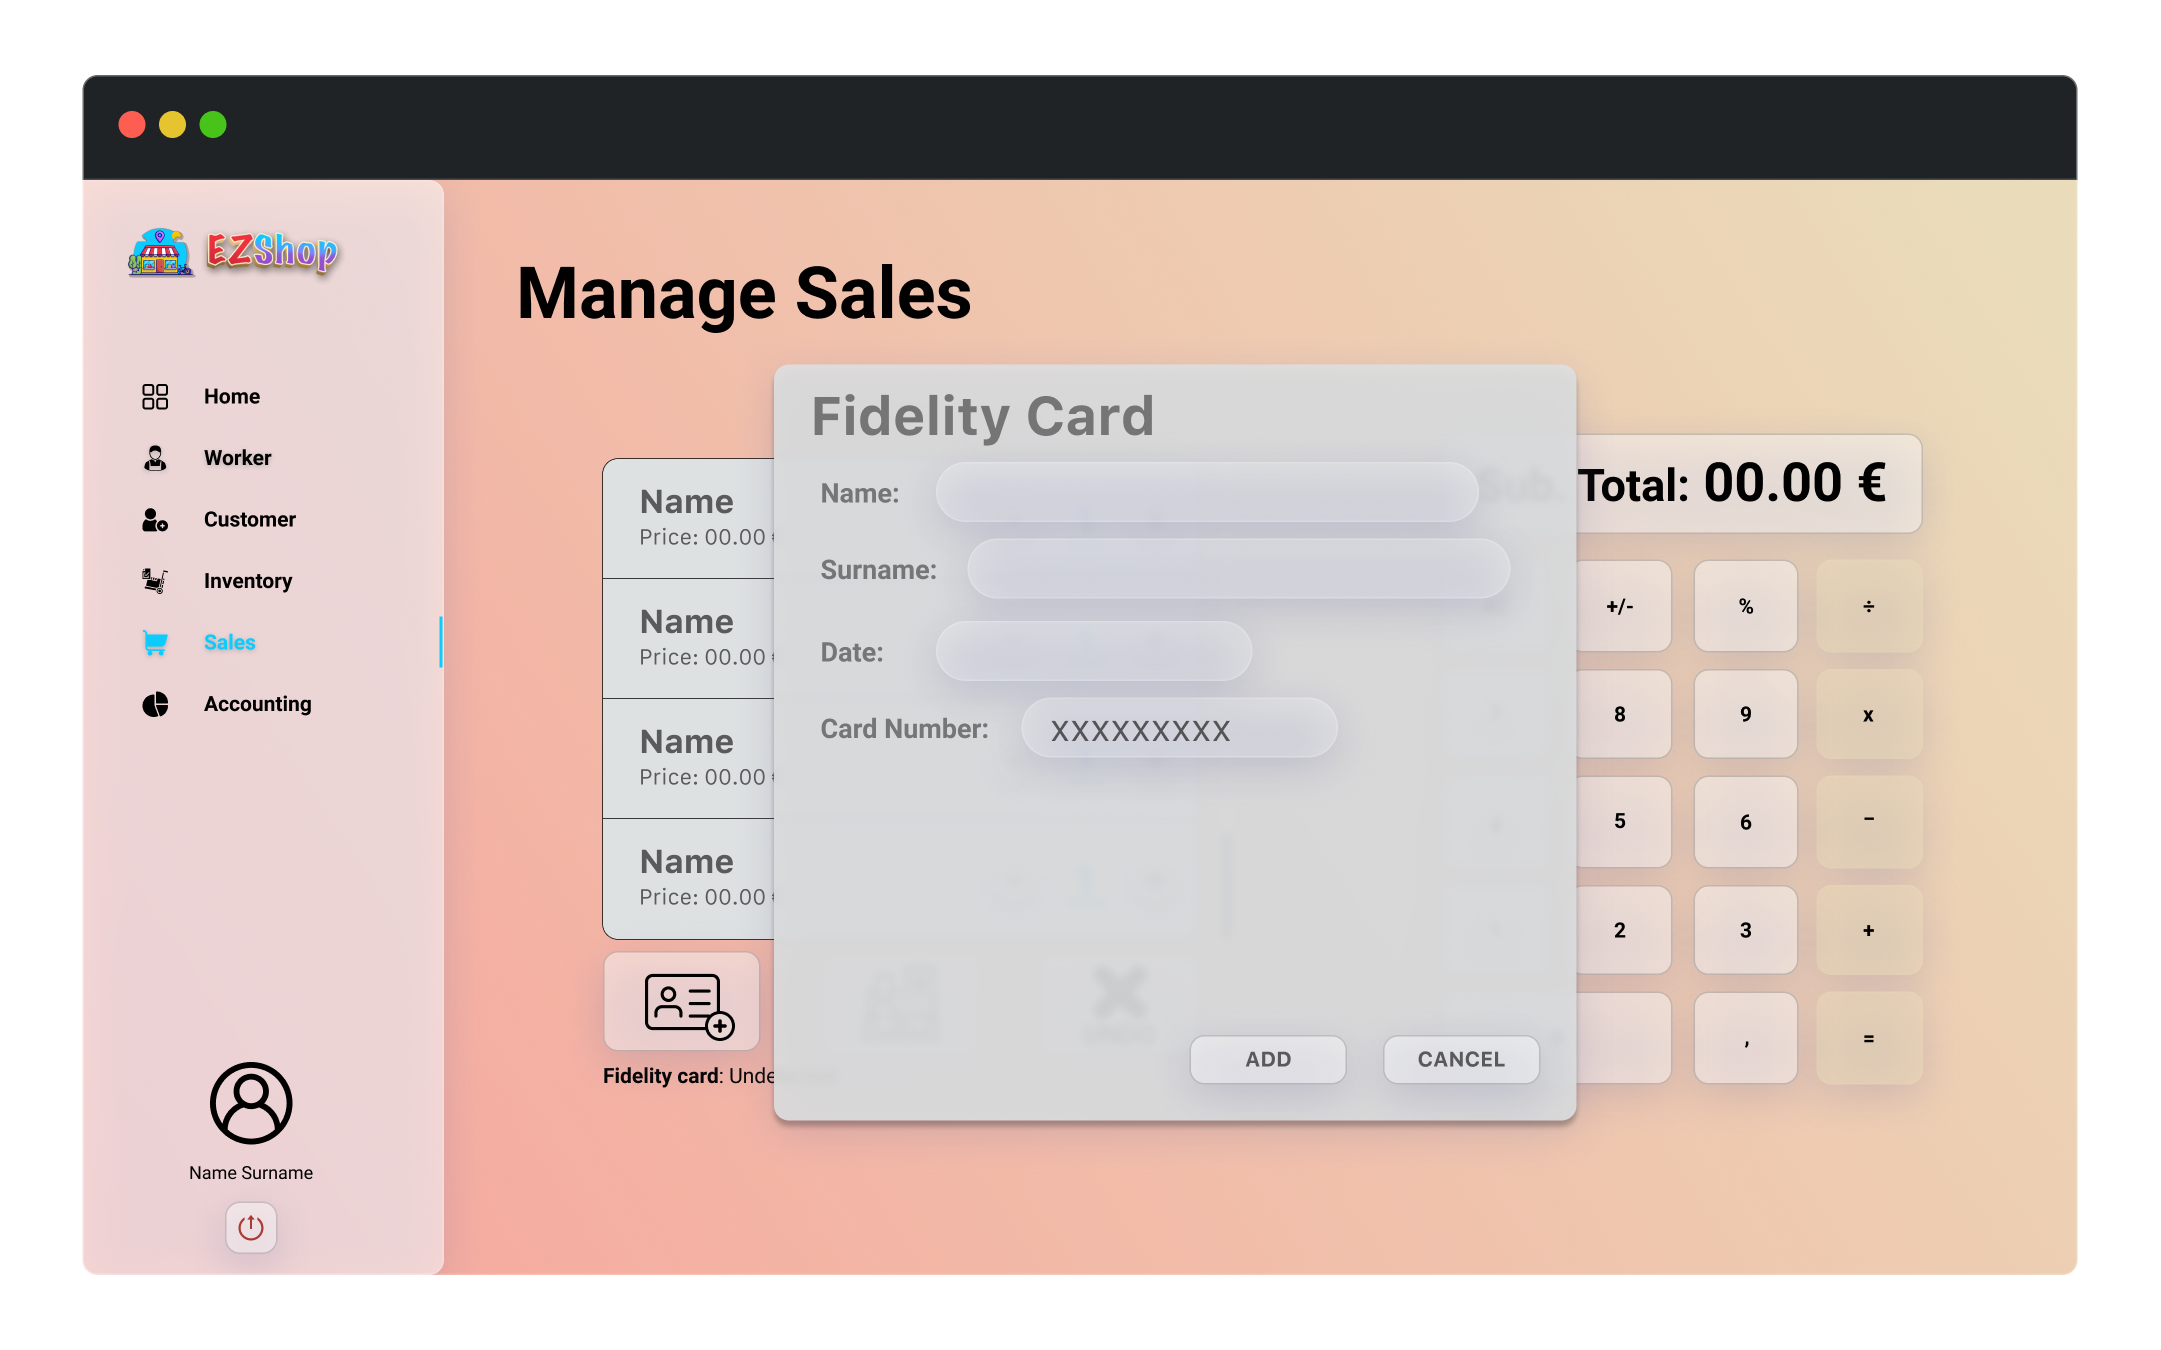 EZShop
Home
Worker
Customer
Inventory
Sales
Accounting
Name Surname
Manage Sales
Name
Price: 00.00
Name
Price: 00.00
Name
Price: 00.00
Name
Price: 00.00
Fidelity card:
Fidelity Card
Name:
Surname:
Date:
Card Number: XXXXXXXXX
ADD CANCEL
Sub. Total: 00.00 €
+/- % ÷
8 9 x
5 6 −
2 3 +
, =